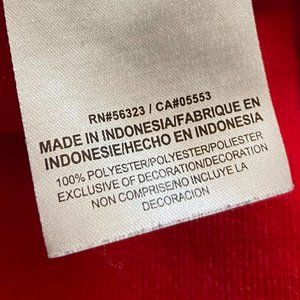 RN#56323 / CA#05553
MADE IN INDONESIA/FABRIQUE EN
INDONESIE/HECHO EN INDONESIA
100% POLYESTER/POLYESTER/POLIESTER
EXCLUSIVE OF DECORATION/DECORATION
NON COMPRISE/NO INCLUYE LA
DECORACION